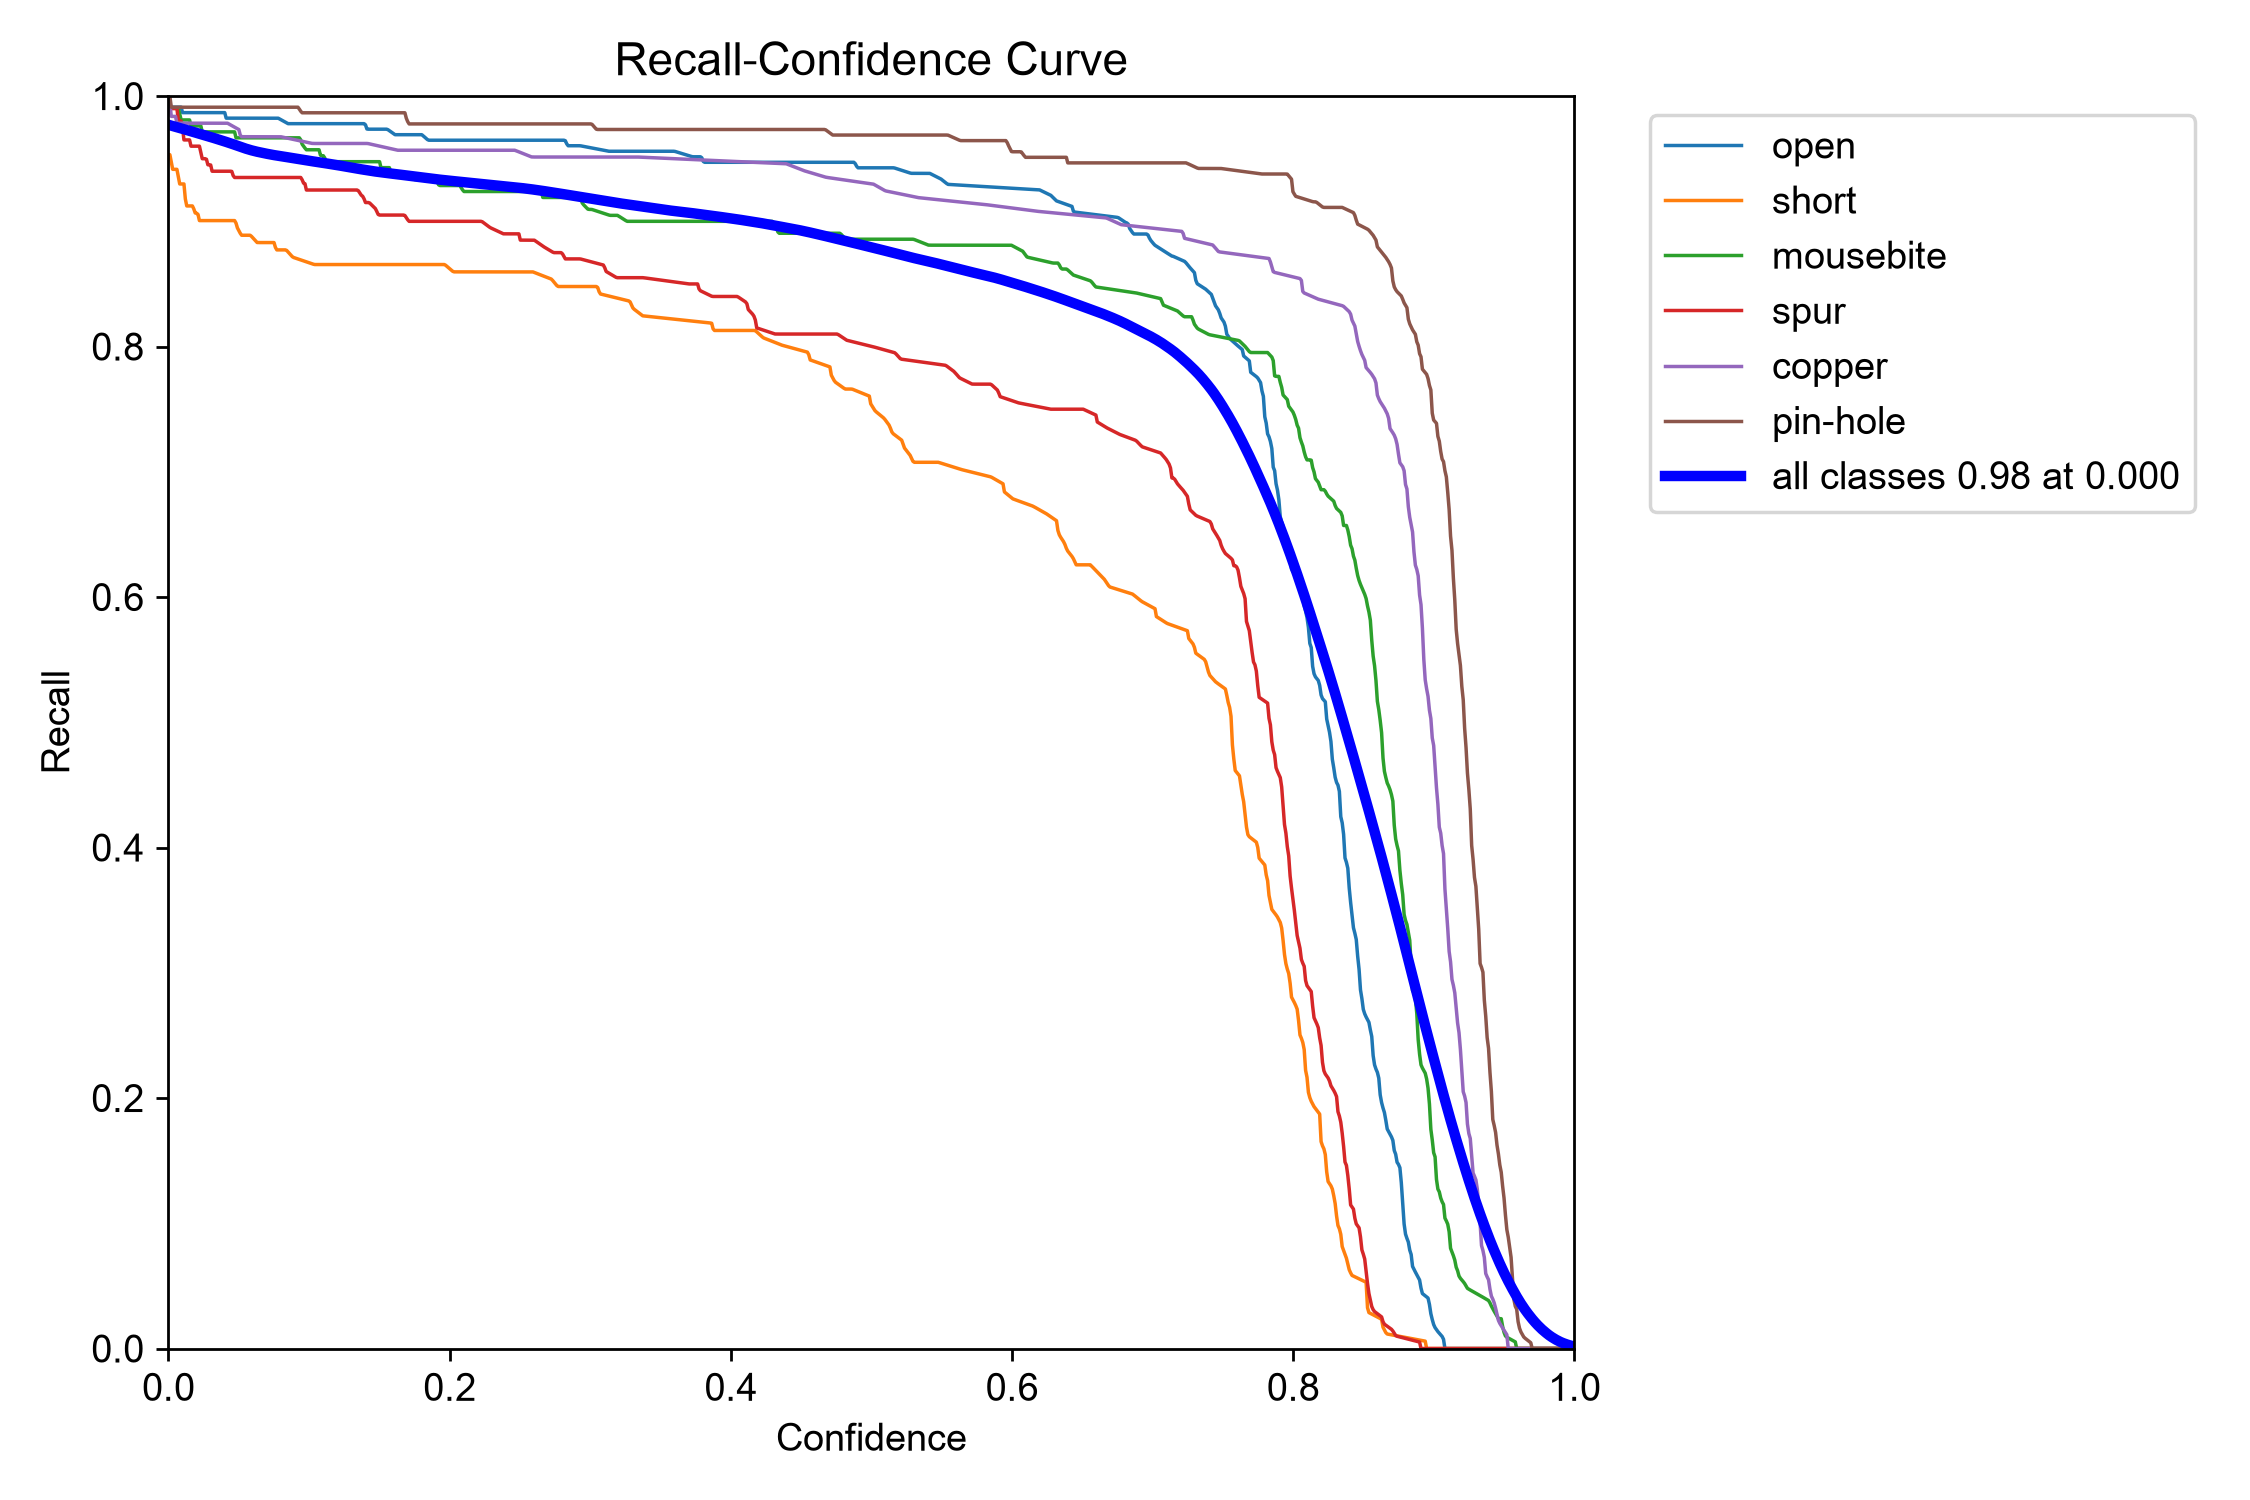 Recall-Confidence Curve
1.0
0.8
0.6
0.4
0.2
0.0
Recall
0.0 0.2 0.4 0.6 0.8 1.0
Confidence
open
short
mousebite
spur
copper
pin-hole
all classes 0.98 at 0.000